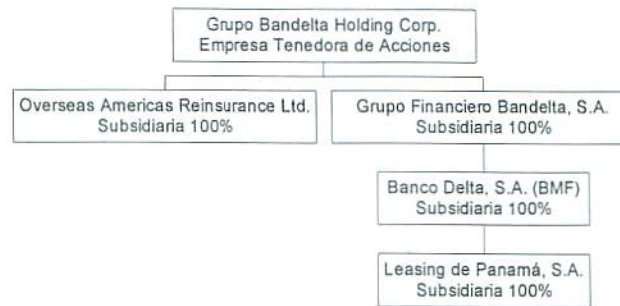 Grupo Bandelta Holding Corp.
Empresa Tenedora de Acciones
Overseas Americas Reinsurance Ltd.
Subsidiaria 100%
Grupo Financiero Bandelta, S.A.
Subsidiaria 100%
Banco Delta, S.A. (BMF)
Subsidiaria 100%
Leasing de Panamá, S.A.
Subsidiaria 100%